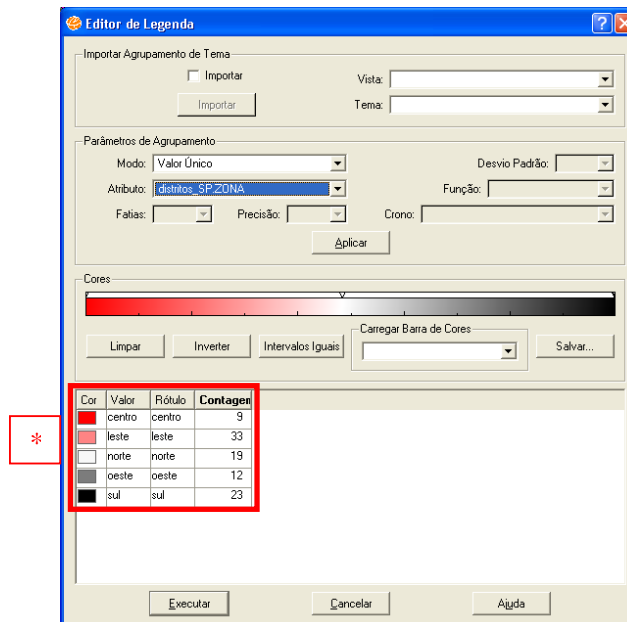 Editor de Legenda
Importar Agrupamento de Tema
Importar
Vista:
Importar
Tema:
Parâmetros de Agrupamento
Modo: Valor Único
Desvio Padrão:
Atributo: distritos_SP.ZONA
Função:
Fatias:
Precisão:
Crono:
Aplicar
Cores
Limpar
Inverter
Intervalos Iguais
Carregar Barra de Cores
Salvar...
Cor Valor Rótulo Contagen
centro centro 9
leste leste 33
*
norte norte 19
oeste oeste 12
sul sul 23
Executar
Cancelar
Ajuda